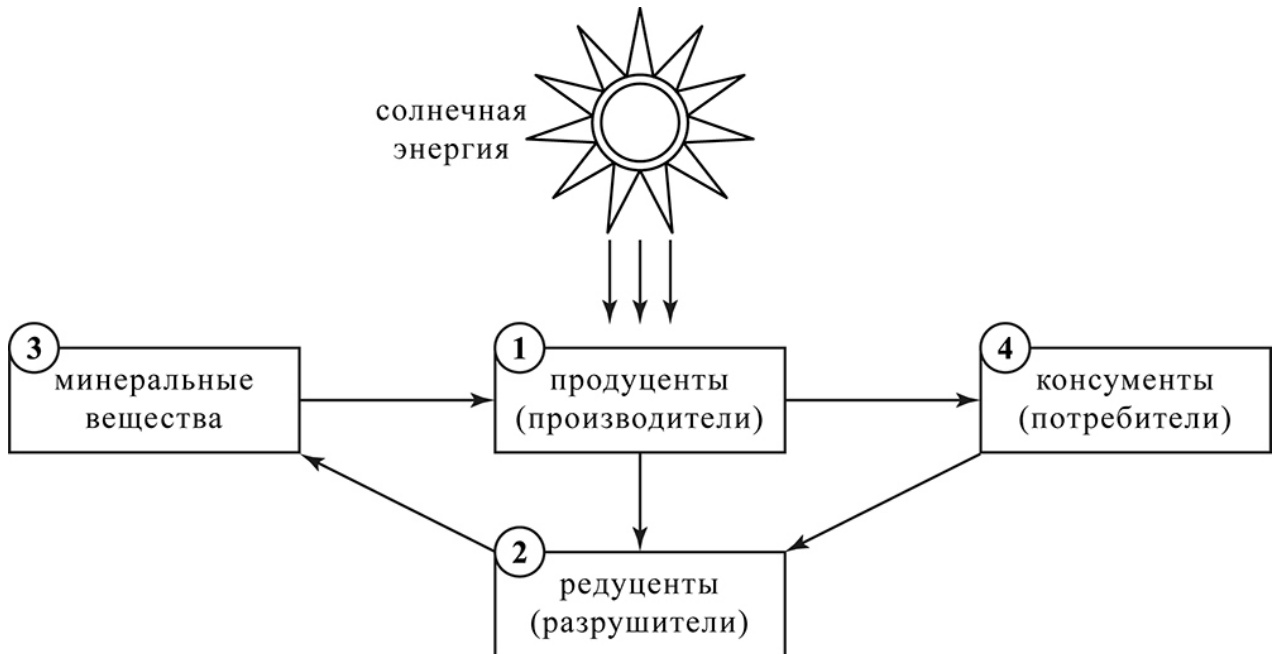 солнечная
энергия
3
минеральные
вещества
1
продуценты
(производители)
4
консументы
(потребители)
2
редуценты
(разрушители)